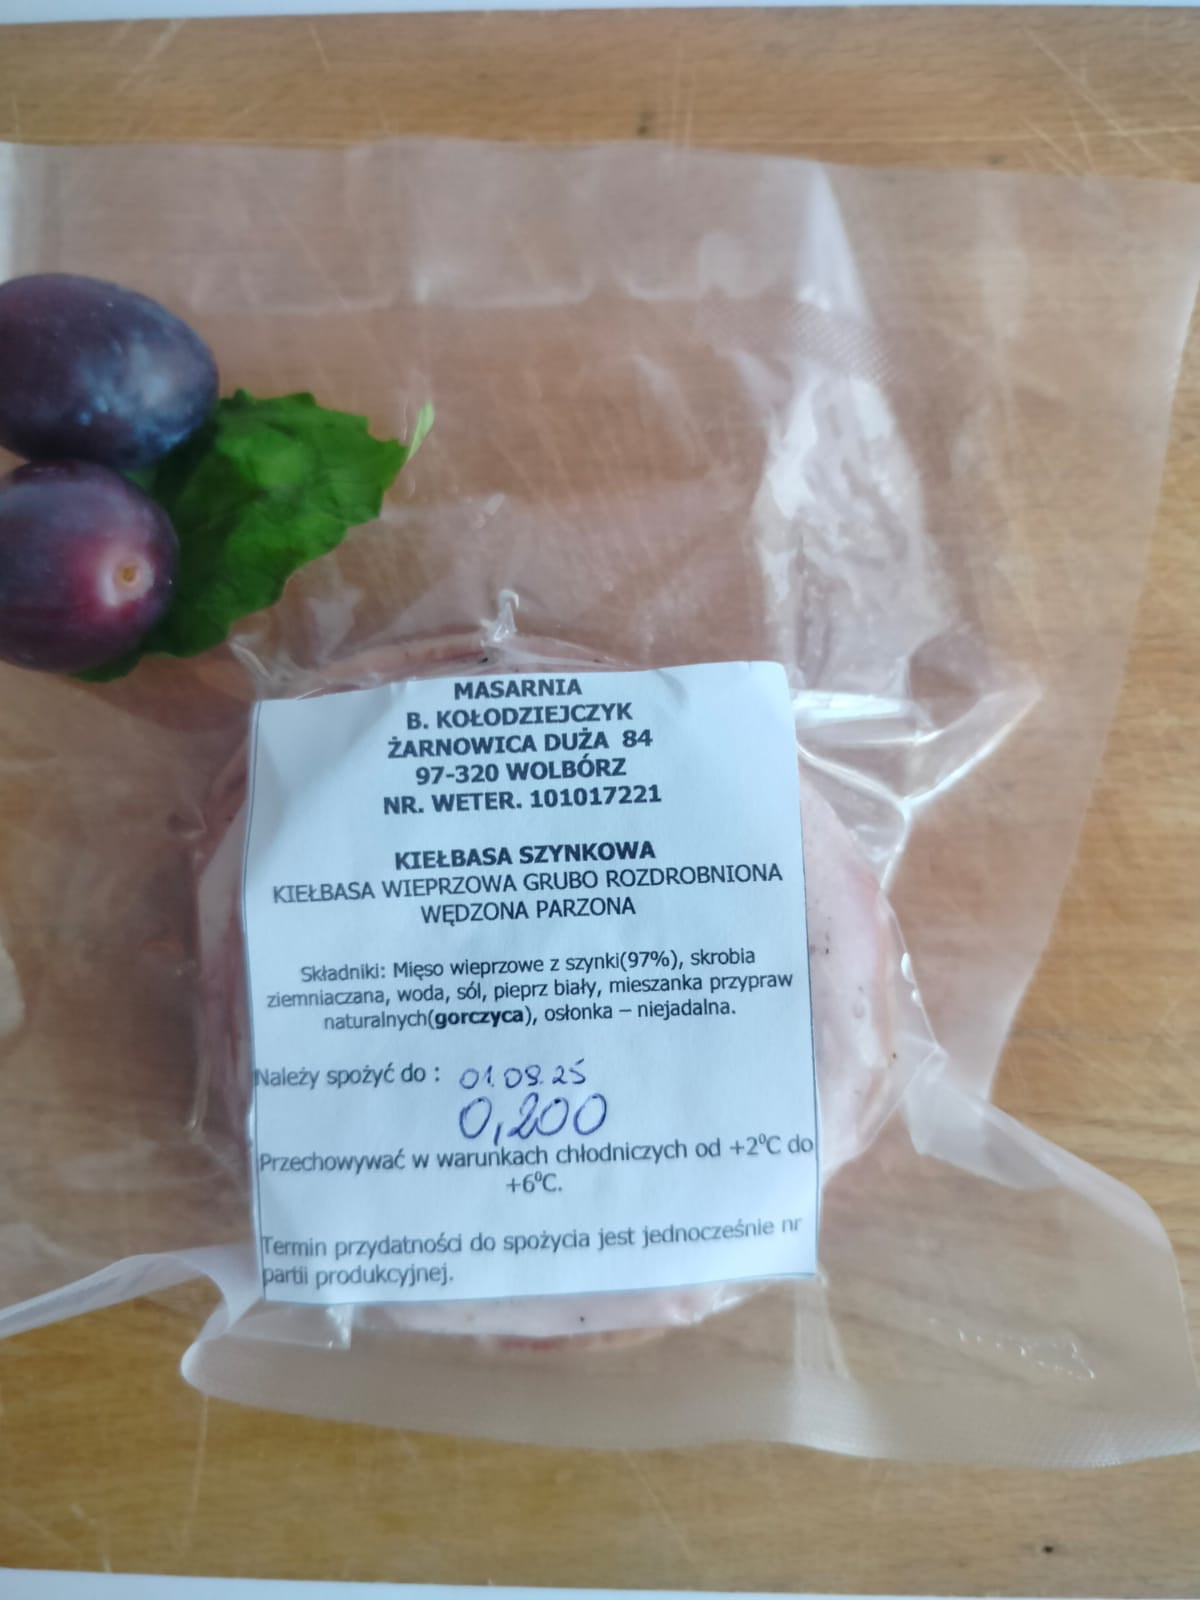 MASARNIA
B. KOŁODZIEJCZYK
ŻARNOWICA DUŻA 84
97-320 WOLBÓRZ
NR. WETER. 101017221
KIEŁBASA SZYNKOWA
KIEŁBASA WIEPRZOWA GRUBO ROZDROBNIONA
WĘDZONA PARZONA
Składniki: Mięso wieprzowe z szynki(97%), skrobia
ziemniaczana, woda, sól, pieprz biały, mieszanka przypraw
naturalnych(gorczyca), osłonka – niejadalna.
Należy spożyć do : 01.09.25
0,200
Przechowywać w warunkach chłodniczych od +2⁰C do
+6⁰C.
Termin przydatności do spożycia jest jednocześnie nr
partii produkcyjnej.